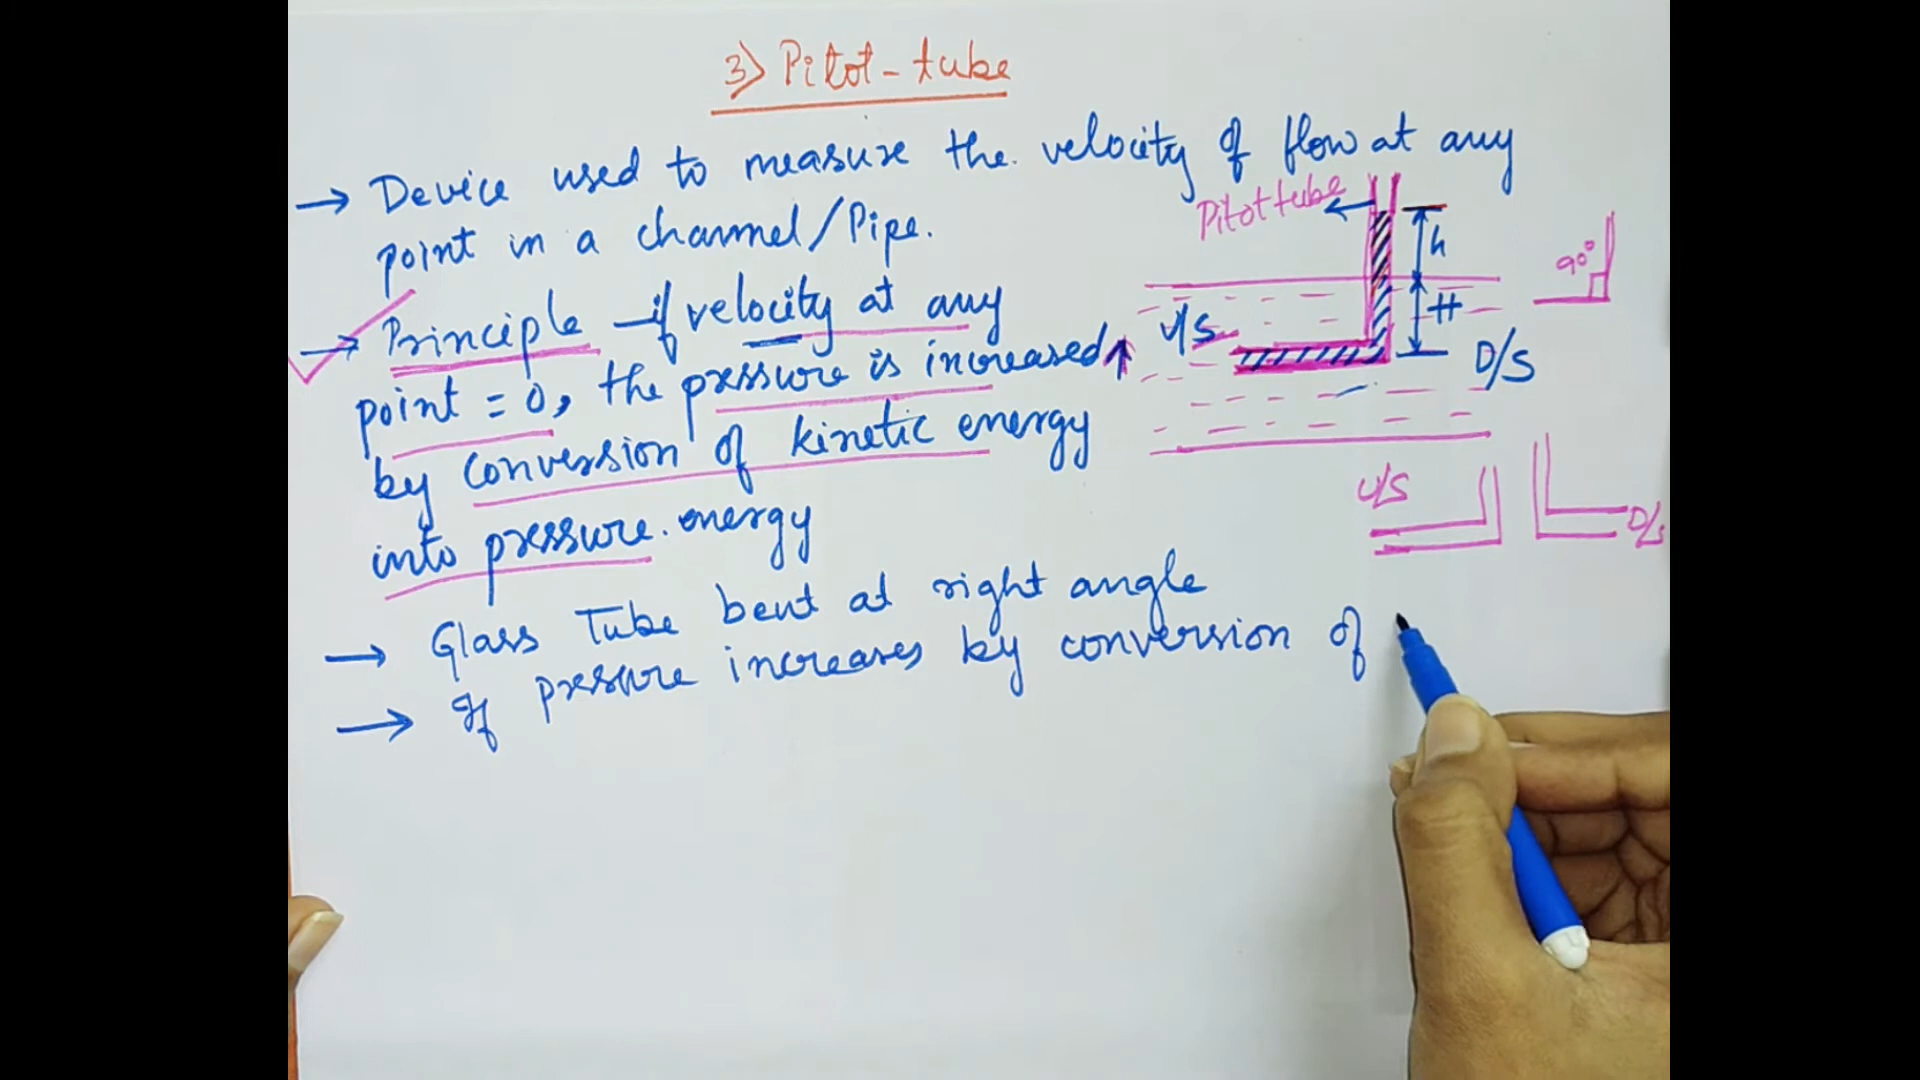 3) Pitot-tube
→ Device used to measure the velocity of flow at any
point in a channel/Pipe.
→ Principle - if velocity at any
point = 0, the pressure is increased ↑
by conversion of kinetic energy
into pressure energy
→ Glass Tube bent at right angle
→ If pressure increases by conversion of
Pitot tube
h
H
U/S
D/S
90°
U/S
D/S